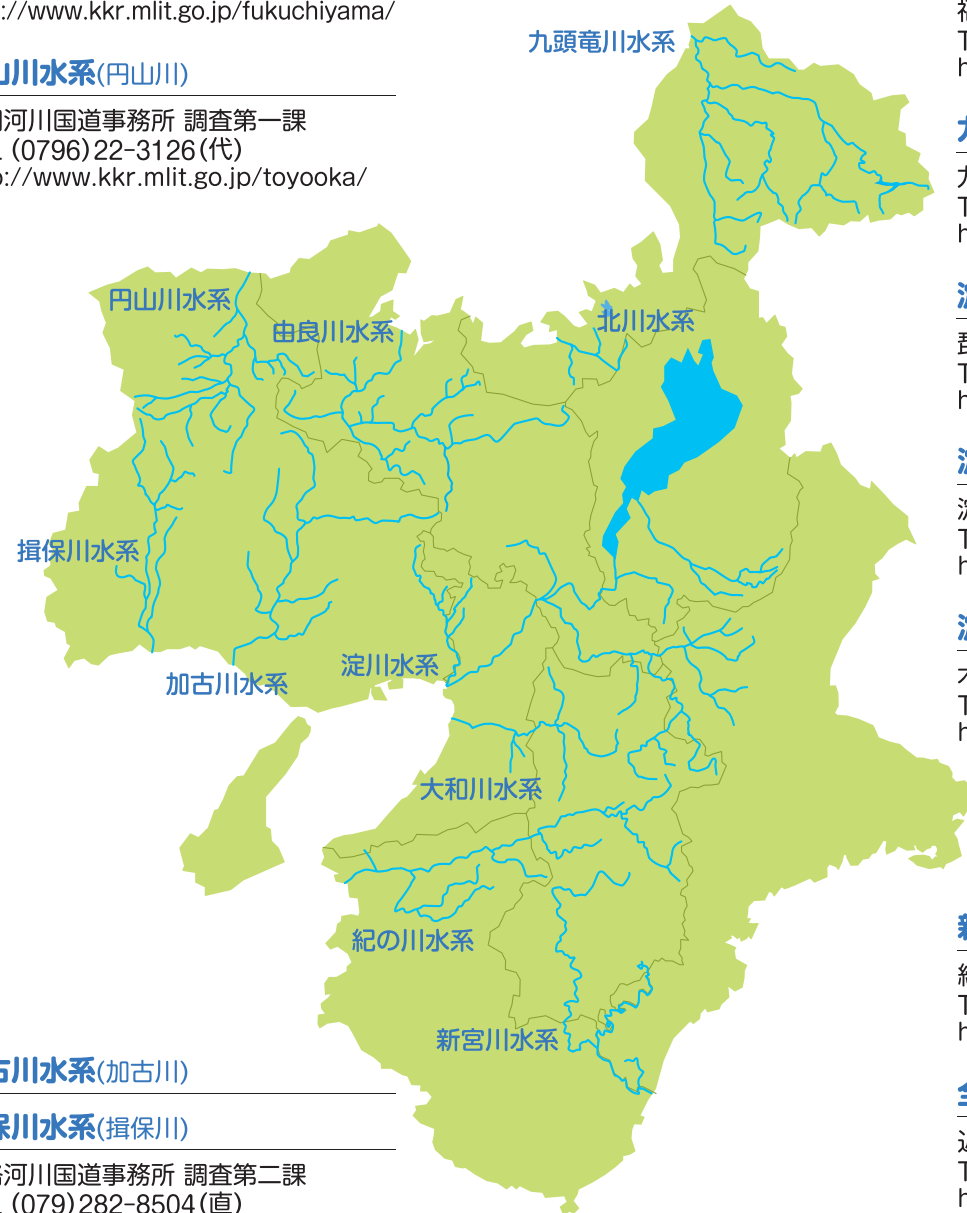 ://www.kkr.mlit.go.jp/fukuchiyama/
山川水系(円山川)
岡河川国道事務所 調査第一課
(0796)22-3126(代)
://www.kkr.mlit.go.jp/toyooka/
九頭竜川水系
円山川水系
由良川水系
北川水系
揖保川水系
加古川水系
淀川水系
大和川水系
紀の川水系
新宮川水系
古川水系(加古川)
保川水系(揖保川)
河川国道事務所 調査第二課
(079)282-8504(直)